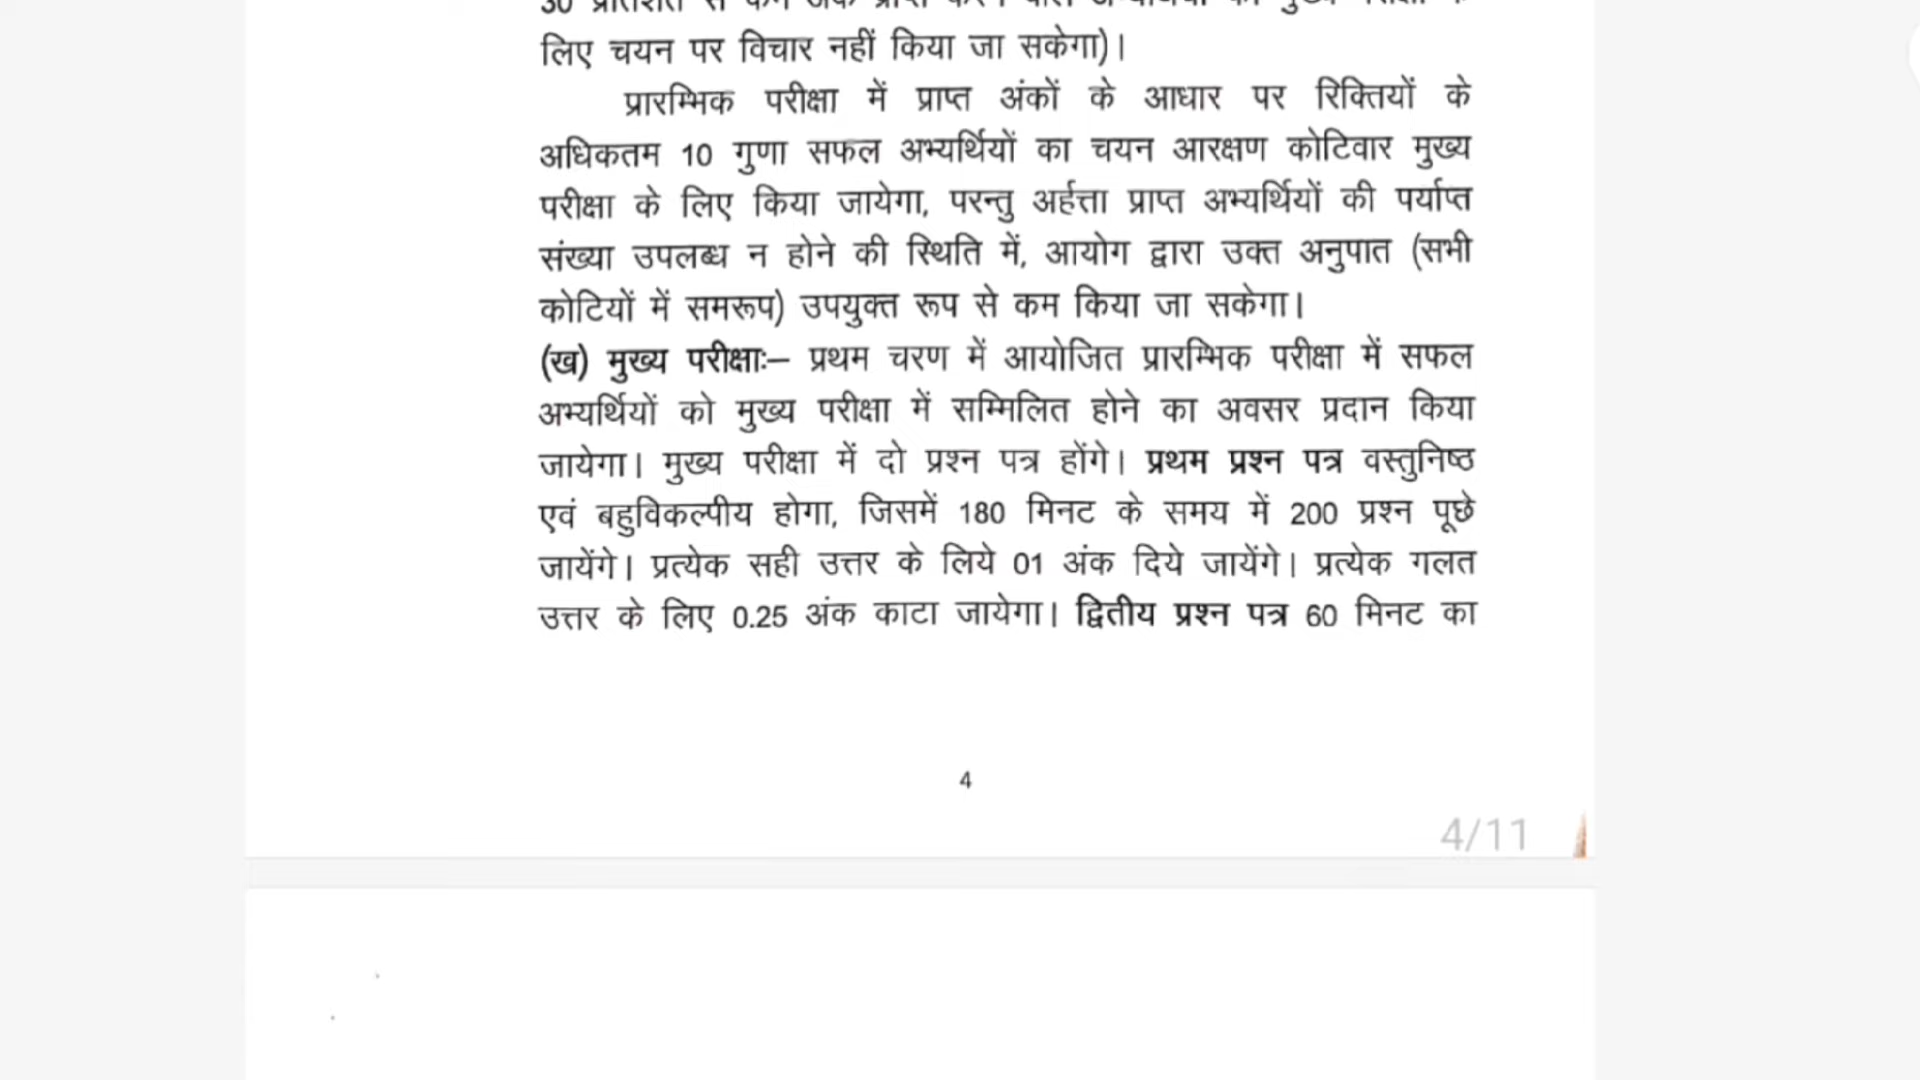 लिए चयन पर विचार नहीं किया जा सकेगा)।
प्रारम्भिक परीक्षा में प्राप्त अंकों के आधार पर रिक्तियों के
अधिकतम 10 गुणा सफल अभ्यर्थियों का चयन आरक्षण कोटिवार मुख्य
परीक्षा के लिए किया जायेगा, परन्तु अर्हत्ता प्राप्त अभ्यर्थियों की पर्याप्त
संख्या उपलब्ध न होने की स्थिति में, आयोग द्वारा उक्त अनुपात (सभी
कोटियों में समरूप) उपयुक्त रूप से कम किया जा सकेगा।
(ख) मुख्य परीक्षाः– प्रथम चरण में आयोजित प्रारम्भिक परीक्षा में सफल
अभ्यर्थियों को मुख्य परीक्षा में सम्मिलित होने का अवसर प्रदान किया
जायेगा। मुख्य परीक्षा में दो प्रश्न पत्र होंगे। प्रथम प्रश्न पत्र वस्तुनिष्ठ
एवं बहुविकल्पीय होगा, जिसमें 180 मिनट के समय में 200 प्रश्न पूछे
जायेंगे। प्रत्येक सही उत्तर के लिये 01 अंक दिये जायेंगे। प्रत्येक गलत
उत्तर के लिए 0.25 अंक काटा जायेगा। द्वितीय प्रश्न पत्र 60 मिनट का
4
4/11